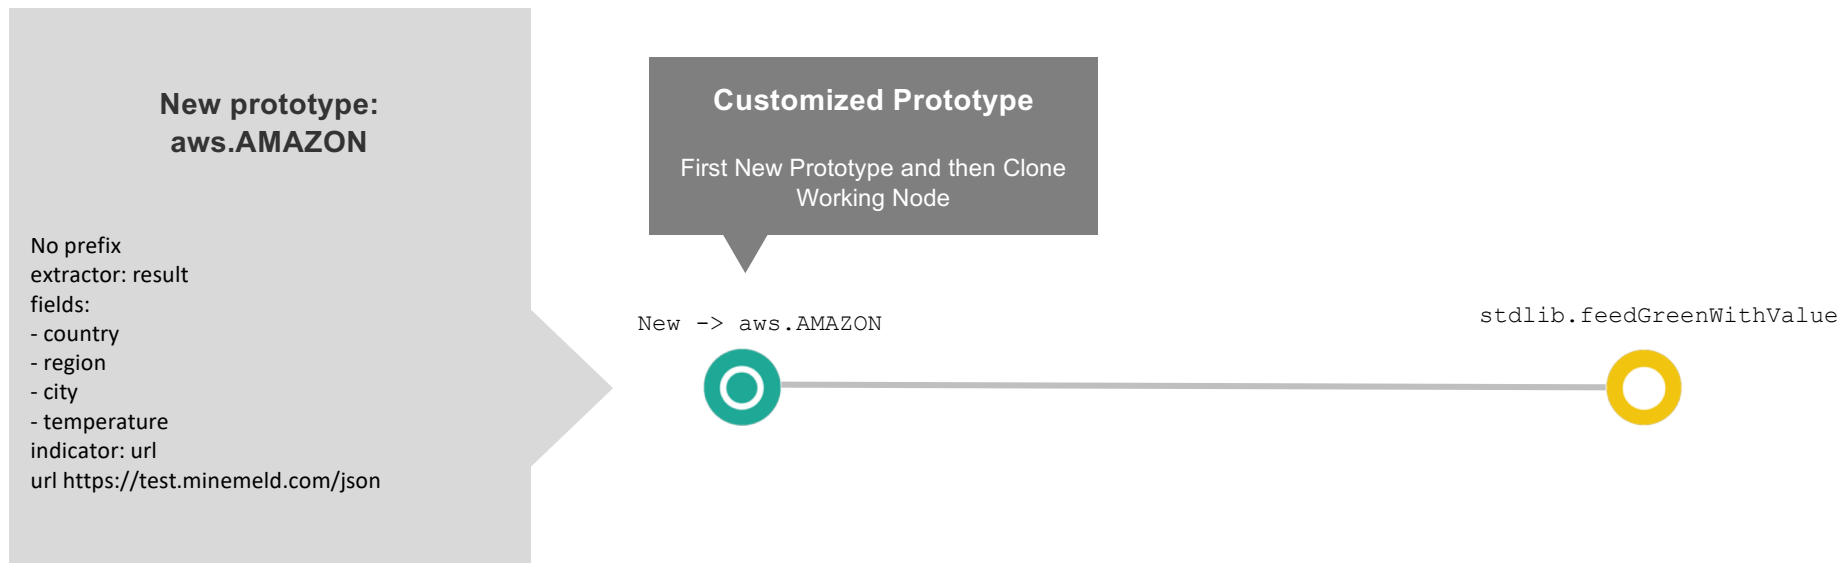 New prototype:
aws.AMAZON
No prefix
extractor: result
fields:
- country
- region
- city
- temperature
indicator: url
url https://test.minemeld.com/json
Customized Prototype
First New Prototype and then Clone
Working Node
New -> aws.AMAZON
stdlib.feedGreenWithValue